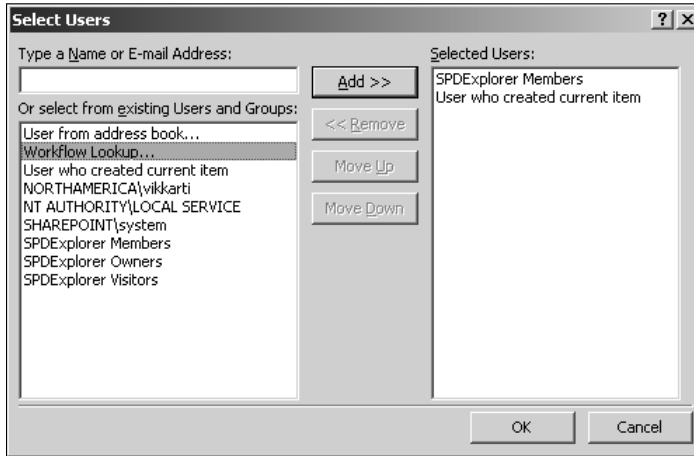 Select Users
? X
Type a Name or E-mail Address:
Or select from existing Users and Groups:
User from address book...
Workflow Lookup...
User who created current item
NORTHAMERICA\vikkarti
NT AUTHORITY\LOCAL SERVICE
SHAREPOINT\system
SPDExplorer Members
SPDExplorer Owners
SPDExplorer Visitors
Add >>
<< Remove
Move Up
Move Down
Selected Users:
SPDExplorer Members
User who created current item
OK
Cancel